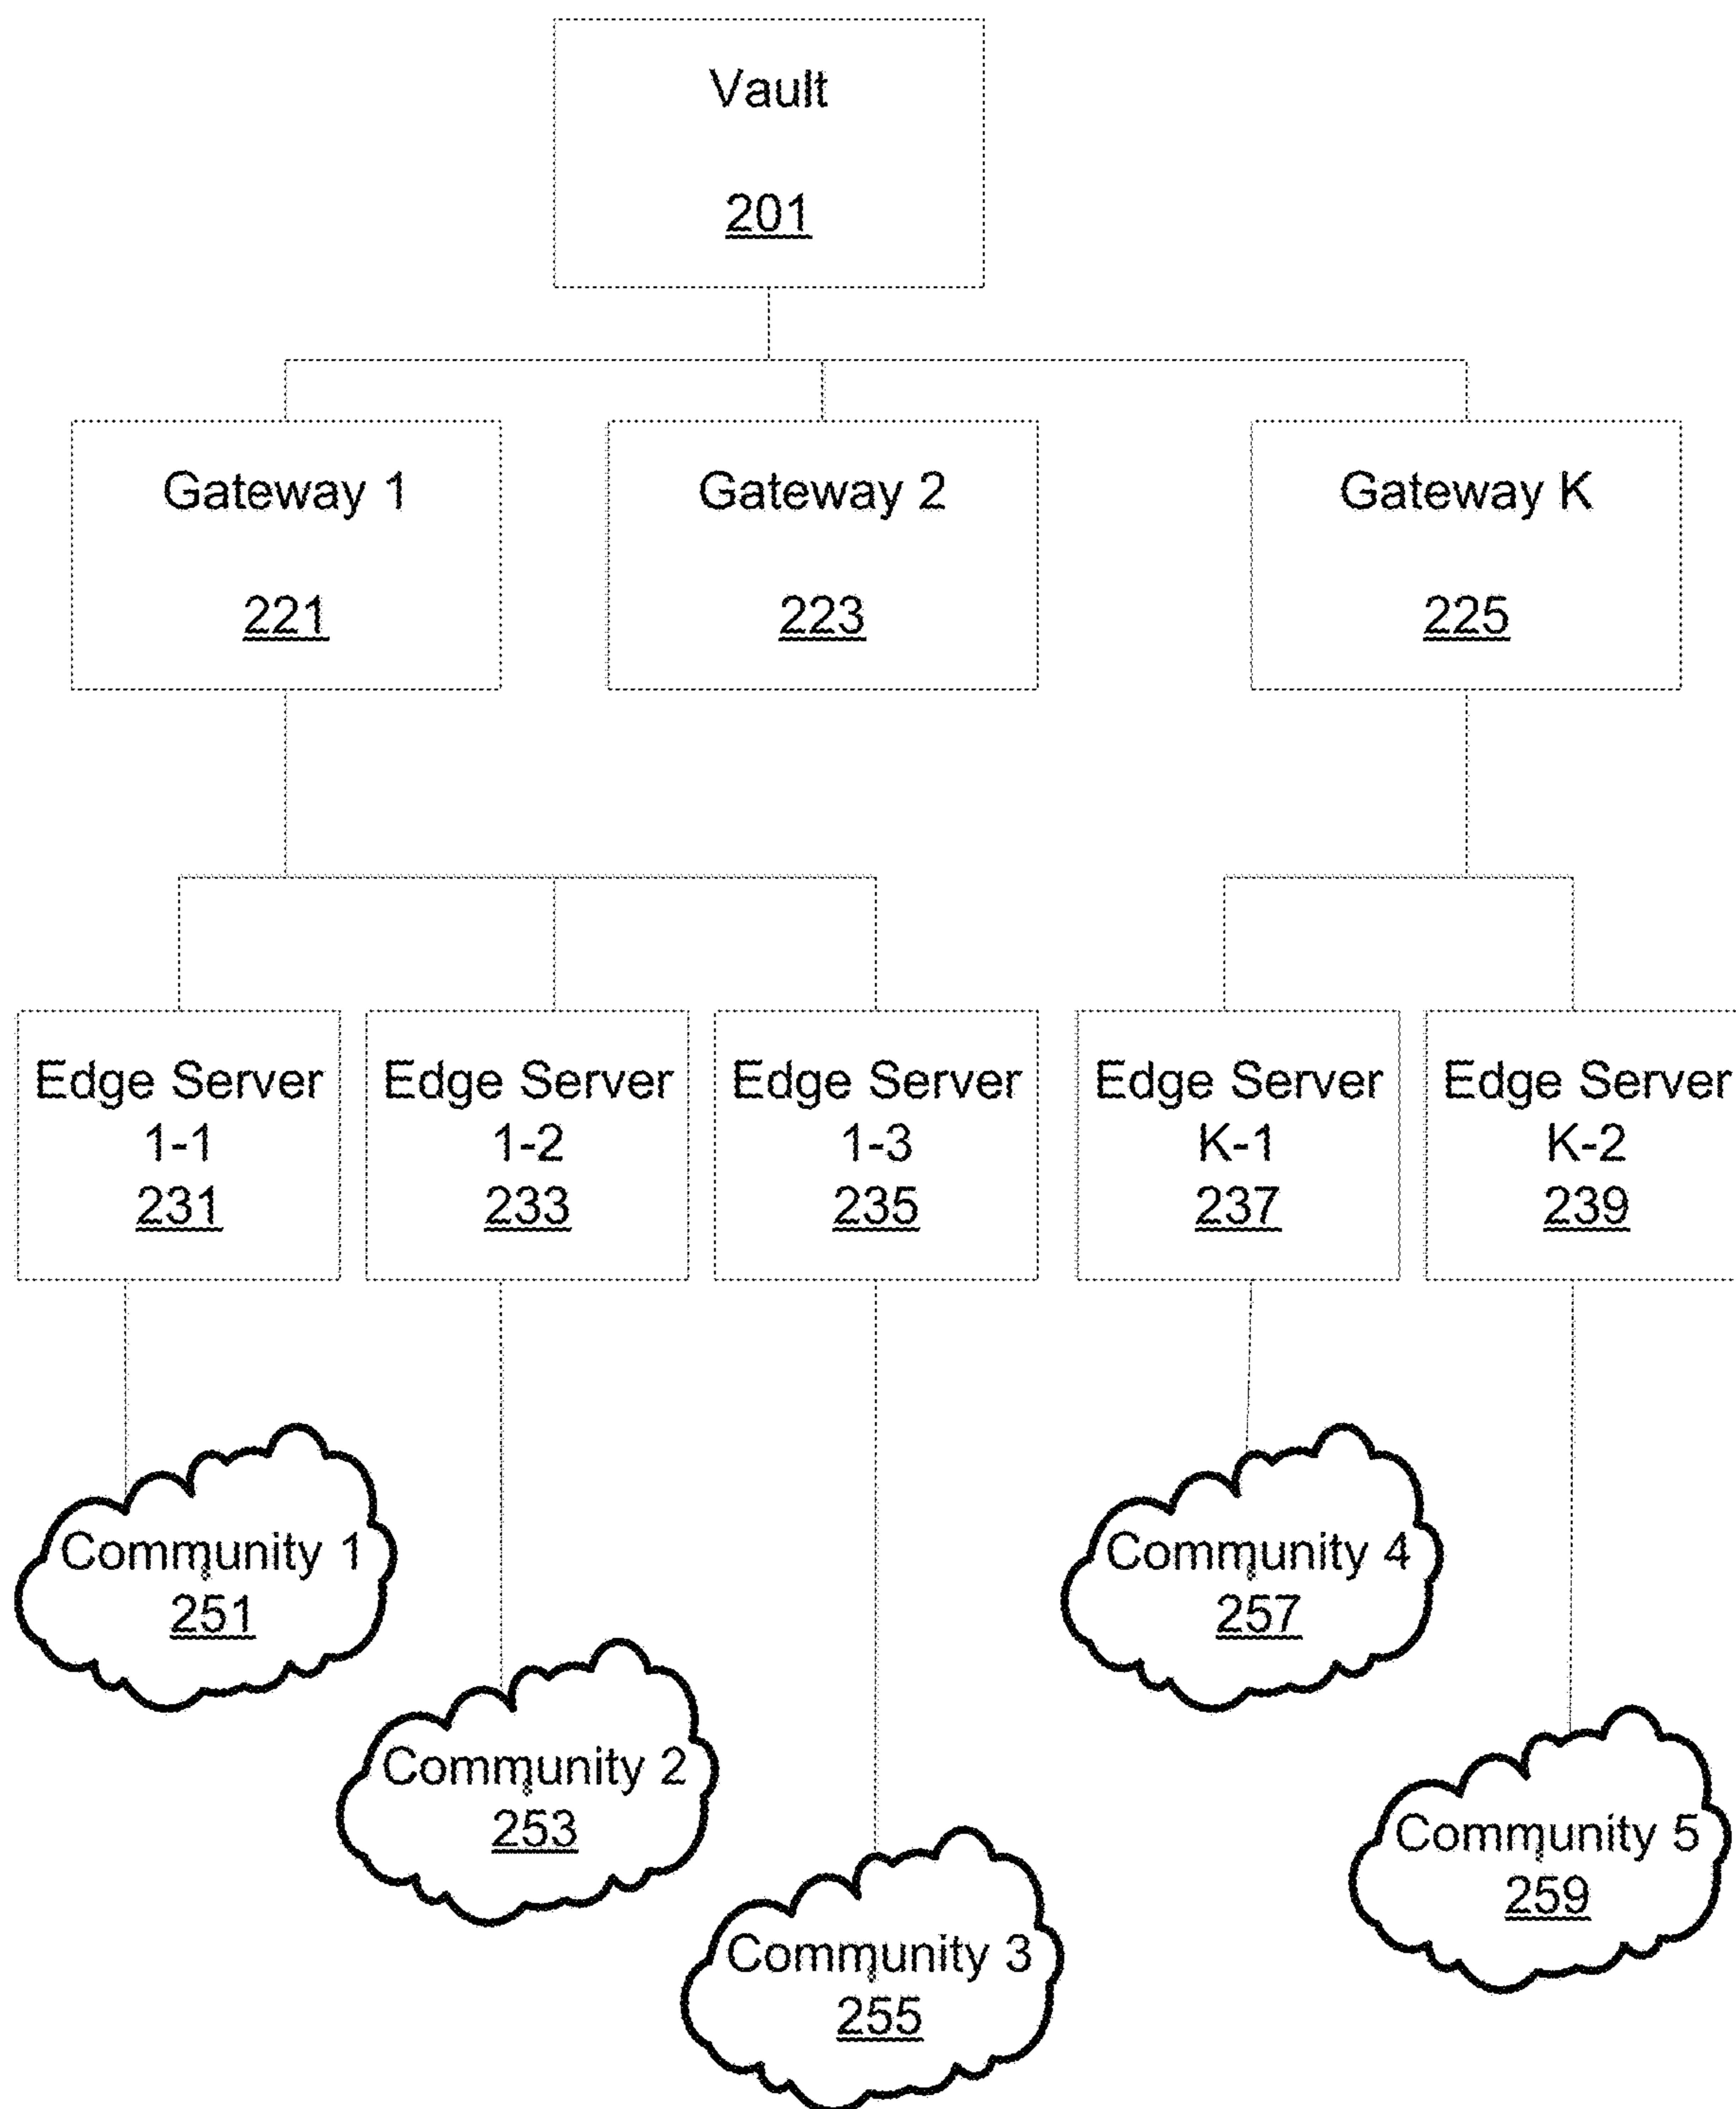 Vault
201
Gateway 1
221
Gateway 2
223
Gateway K
225
Edge Server
1-1
231
Edge Server
1-2
233
Edge Server
1-3
235
Edge Server
K-1
237
Edge Server
K-2
239
Community 1
251
Community 2
253
Community 3
255
Community 4
257
Community 5
259